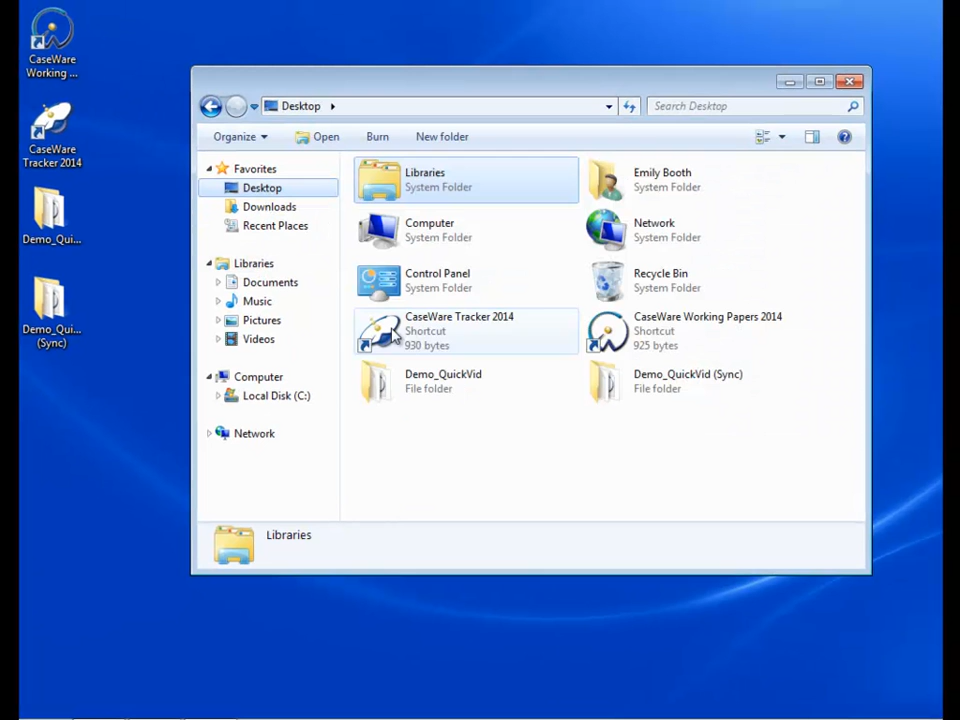 CaseWare
Working ...
CaseWare
Tracker 2014
Demo_Qui...
Demo_Qui...
(Sync)
Desktop
Search Desktop
Organize
Open
Burn
New folder
Favorites
Desktop
Downloads
Recent Places
Libraries
Documents
Music
Pictures
Videos
Computer
Local Disk (C:)
Network
Libraries
System Folder
Emily Booth
System Folder
Computer
System Folder
Network
System Folder
Control Panel
System Folder
Recycle Bin
System Folder
CaseWare Tracker 2014
Shortcut
930 bytes
CaseWare Working Papers 2014
Shortcut
925 bytes
Demo_QuickVid
File folder
Demo_QuickVid (Sync)
File folder
Libraries